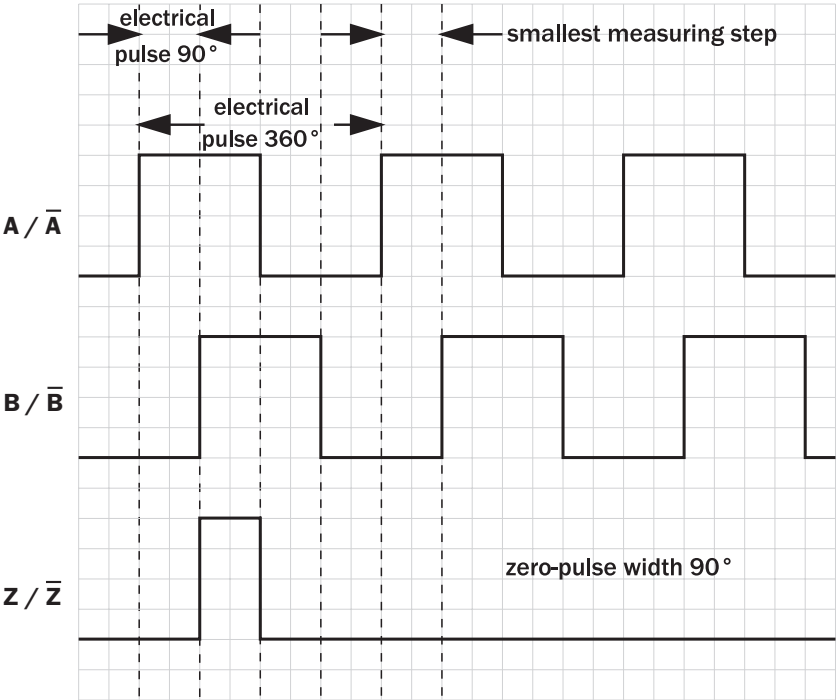 electrical
pulse 90°
smallest measuring step
electrical
pulse 360°
A / A̅
B / B̅
zero-pulse width 90°
Z / Z̅